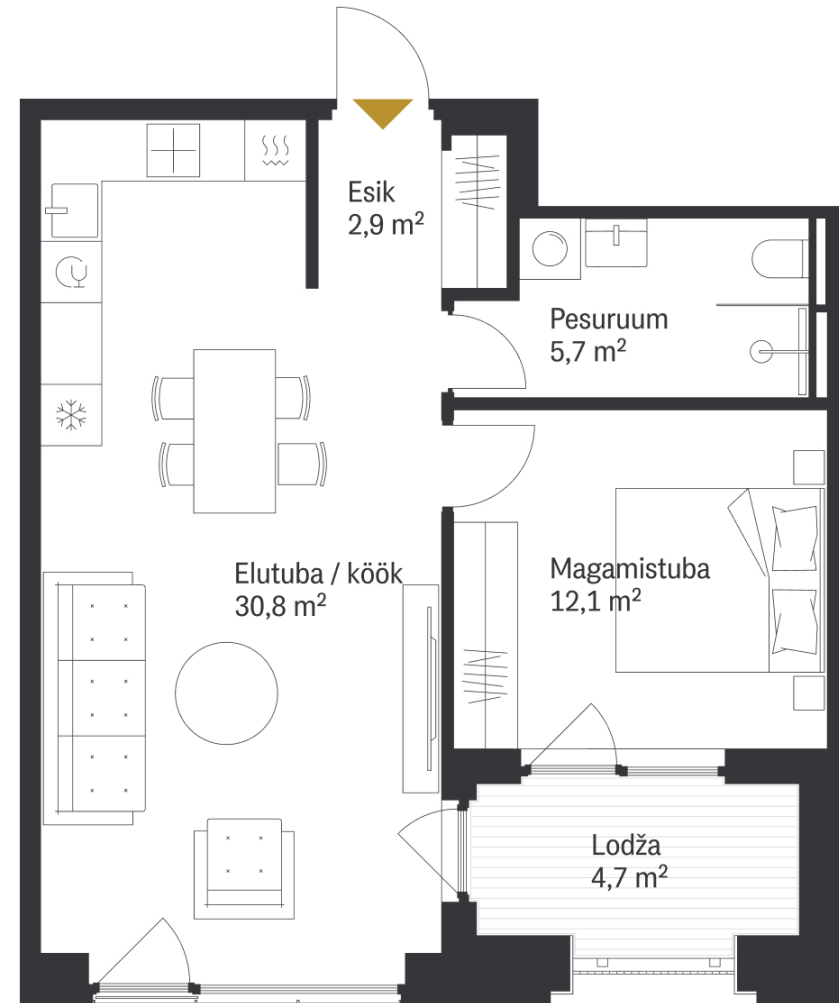 Esik
2,9 m²
Pesuruum
5,7 m²
Elutuba / köök
30,8 m²
Magamistuba
12,1 m²
Lodža
4,7 m²